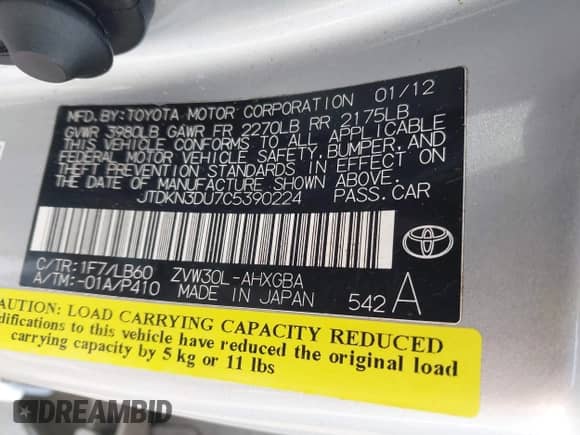 MFD. BY: TOYOTA MOTOR CORPORATION 01/12
GVWR 3980LB GAWR FR 2270LB RR 2175LB
THIS VEHICLE CONFORMS TO ALL APPLICABLE
FEDERAL MOTOR VEHICLE SAFETY, BUMPER, AND
THEFT PREVENTION STANDARDS IN EFFECT ON
THE DATE OF MANUFACTURE SHOWN ABOVE.
JTDKN3DU7C5390224 PASS. CAR
C/TR: 1F7/LB60 ZVW30L-AHXGBA
A/TM: -01A/P410 MADE IN JAPAN 542 A
CAUTION: LOAD CARRYING CAPACITY REDUCED
difications to this vehicle have reduced the original load
carrying capacity by 5 kg or 11 lbs
DREAMBID